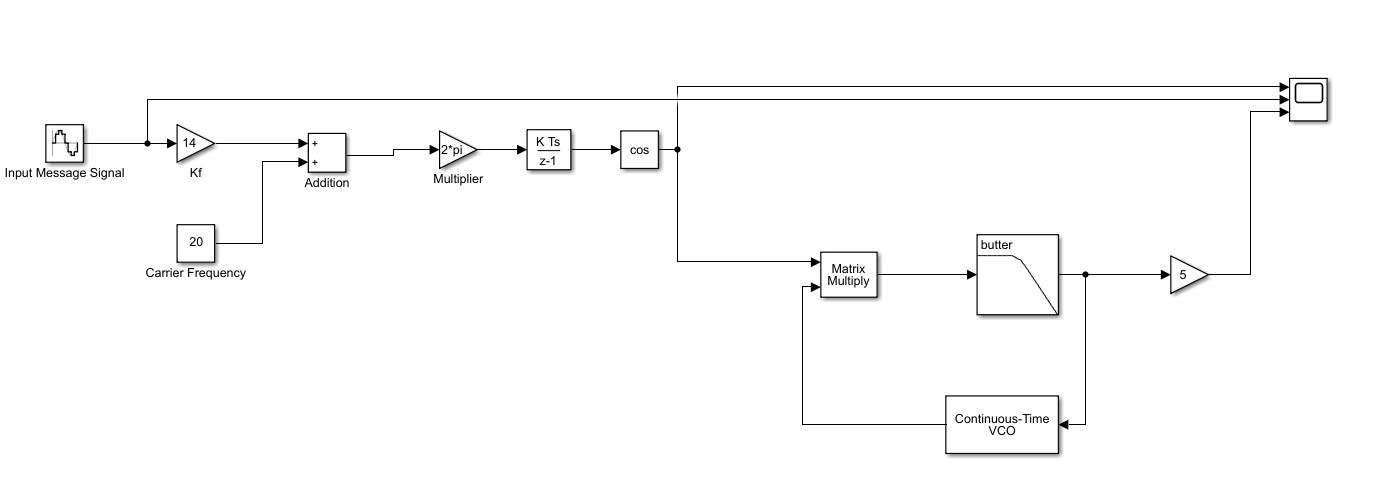 Input Message Signal
14
Kf
20
Carrier Frequency
+
+
Addition
2*pi
Multiplier
K Ts
z-1
cos
Matrix
Multiply
butter
5
Continuous-Time
VCO